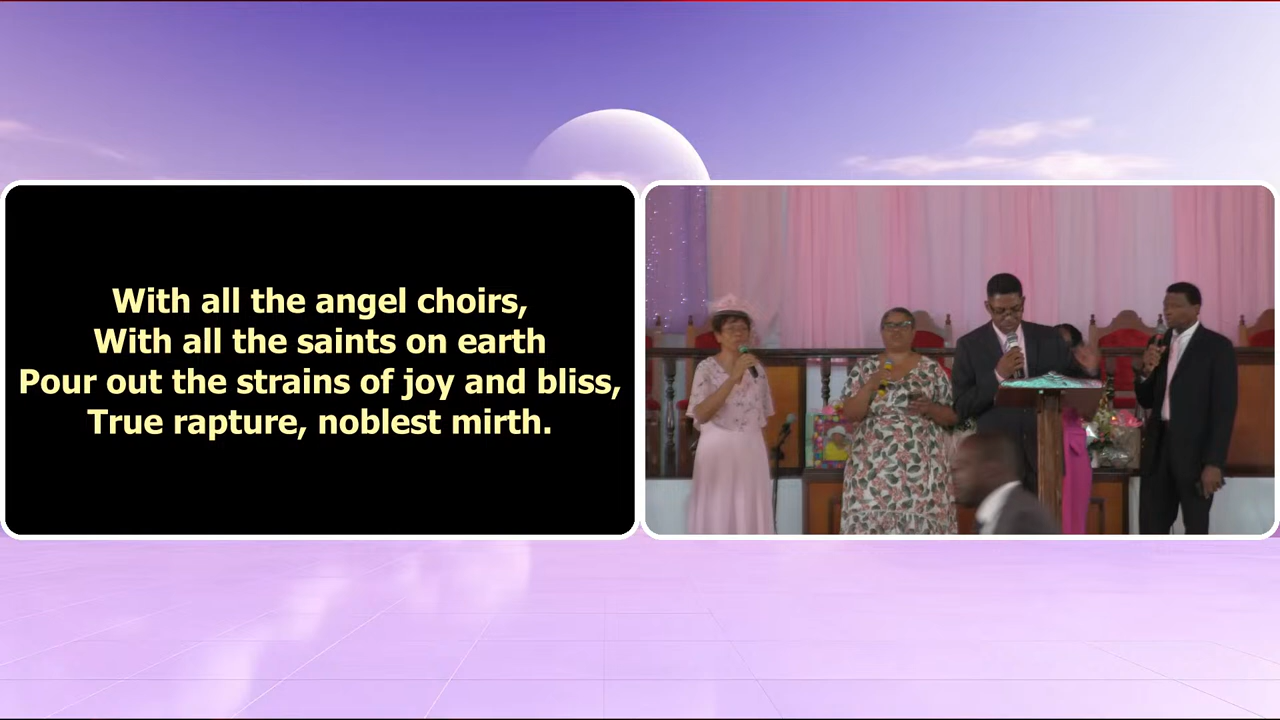 With all the angel choirs,
With all the saints on earth
Pour out the strains of joy and bliss,
True rapture, noblest mirth.